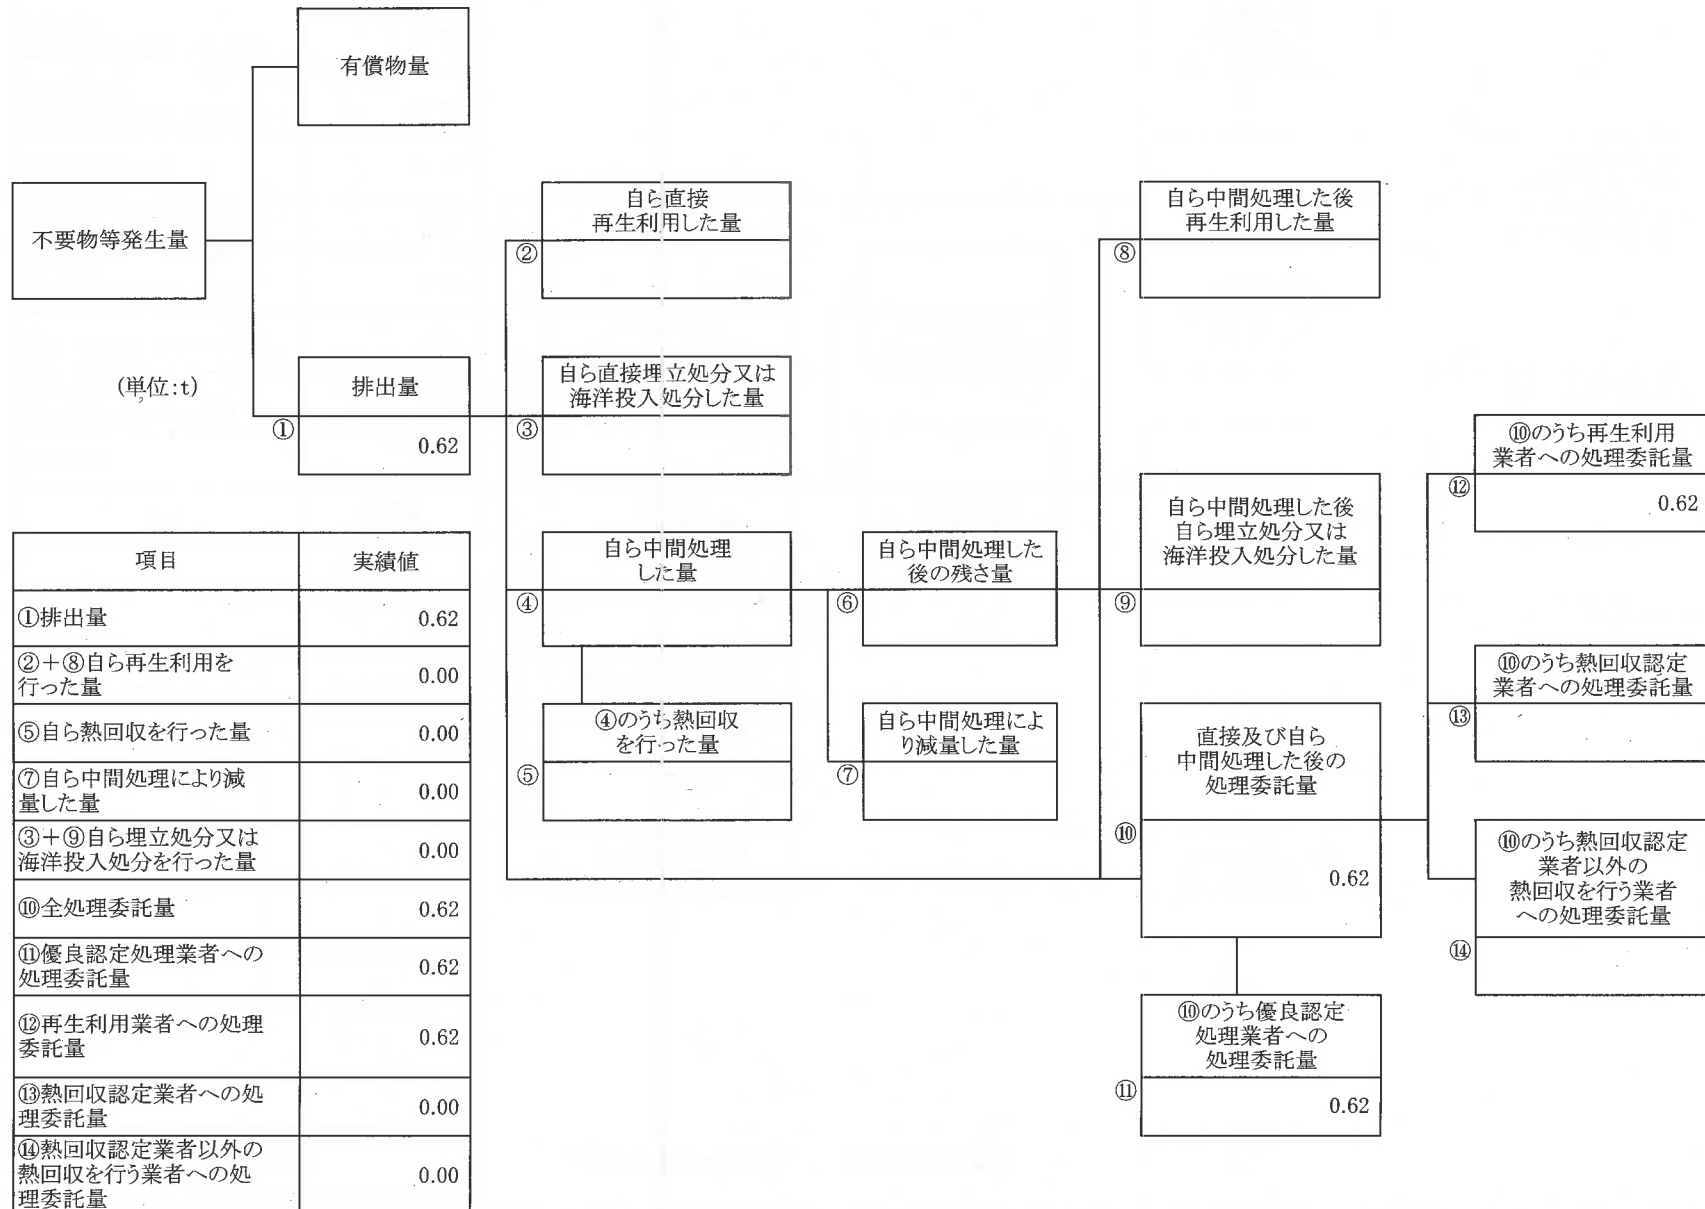 有償物量
不要物等発生量
(単位:t)
排出量
①
0.62
自ら直接
再生利用した量
②
自ら直接埋立処分又は
海洋投入処分した量
③
自ら中間処理
した量
④
④のうち熱回収
を行った量
⑤
自ら中間処理した
後の残さ量
⑥
自ら中間処理によ
り減量した量
⑦
自ら中間処理した後
再生利用した量
⑧
自ら中間処理した後
自ら埋立処分又は
海洋投入処分した量
⑨
直接及び自ら
中間処理した後の
処理委託量
⑩
0.62
⑩のうち優良認定
処理業者への
処理委託量
⑪
0.62
⑩のうち再生利用
業者への処理委託量
⑫
0.62
⑩のうち熱回収認定
業者への処理委託量
⑬
⑩のうち熱回収認定
業者以外の
熱回収を行う業者
への処理委託量
⑭
項目 実績値
①排出量 0.62
②+⑧自ら再生利用を
行った量 0.00
⑤自ら熱回収を行った量 0.00
⑦自ら中間処理により減
量した量 0.00
③+⑨自ら埋立処分又は
海洋投入処分を行った量 0.00
⑩全処理委託量 0.62
⑪優良認定処理業者への
処理委託量 0.62
⑫再生利用業者への処理
委託量 0.62
⑬熱回収認定業者への処
理委託量 0.00
⑭熱回収認定業者以外の
熱回収を行う業者への処
理委託量 0.00